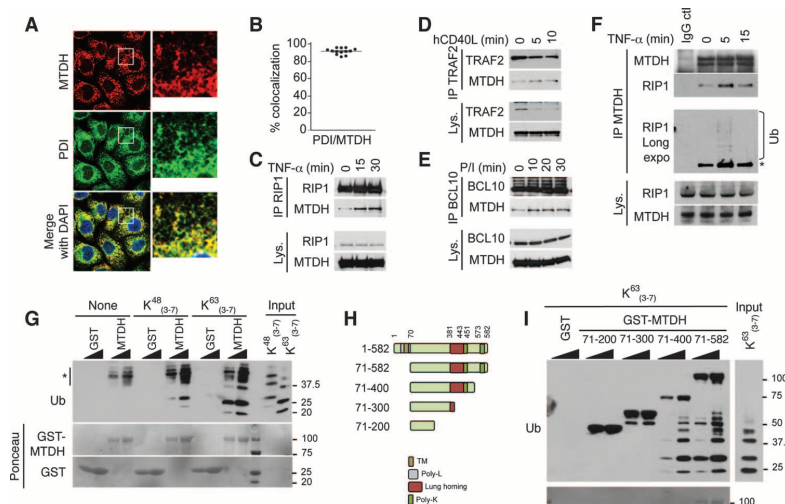 A
MTDH
PDI
Merge
with DAPI
B
% colocalization
100
80
60
40
20
0
PDI/MTDH
C
TNF-α (min)
0 15 30
IP RIP1
RIP1
MTDH
Lys.
RIP1
MTDH
D
hCD40L (min)
0 5 10
IP TRAF2
TRAF2
MTDH
Lys.
TRAF2
MTDH
E
P/I (min)
0 10 20 30
IP BCL10
BCL10
MTDH
Lys.
BCL10
MTDH
F
TNF-α (min)
IgG ctl
0 5 15
IP MTDH
MTDH
RIP1
RIP1
Long
expo
Ub
*
Lys.
RIP1
MTDH
G
None K48(3-7) K63(3-7) Input
GST MTDH GST MTDH GST MTDH K48(3-7) K63(3-7)
*
Ub
37.5
25
20
Ponceau
GST-
MTDH
GST
100
75
25
20
H
1 70 381 443 451 573 582
1-582
71-582
71-400
71-300
71-200
TM
Poly-L
Lung homing
Poly-K
I
K63(3-7)
GST GST-MTDH
71-200 71-300 71-400 71-582
Input
K63(3-7)
Ub
100
75
50
37.5
25
20
100